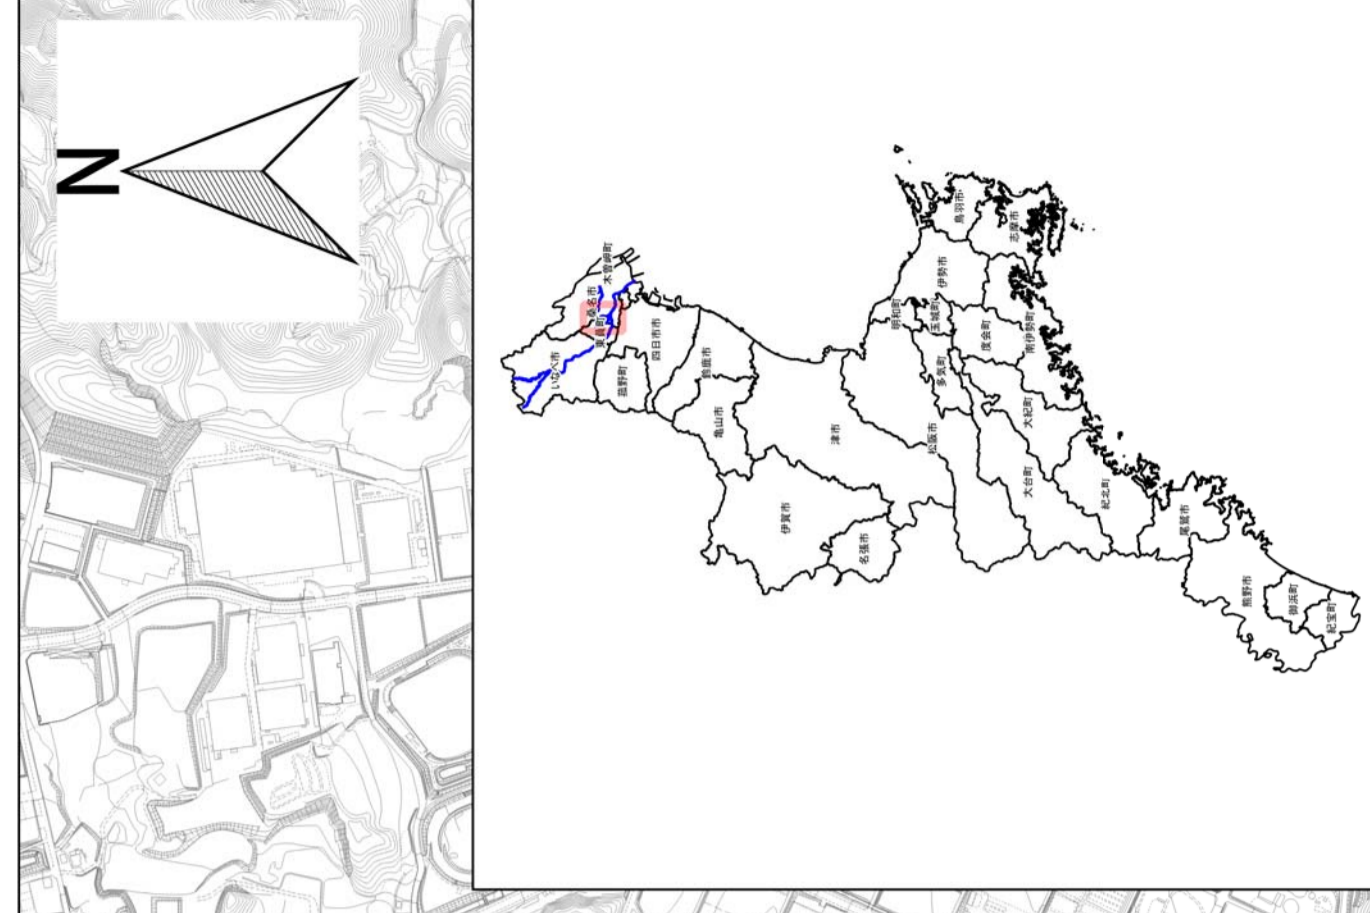 N
木曽岬町
桑名市
東員町
いなべ市
菰野町
四日市市
鈴鹿市
亀山市
津市
伊賀市
名張市
松阪市
明和町
多気町
玉城町
伊勢市
鳥羽市
志摩市
度会町
南伊勢町
大紀町
大台町
紀北町
尾鷲市
熊野市
御浜町
紀宝町